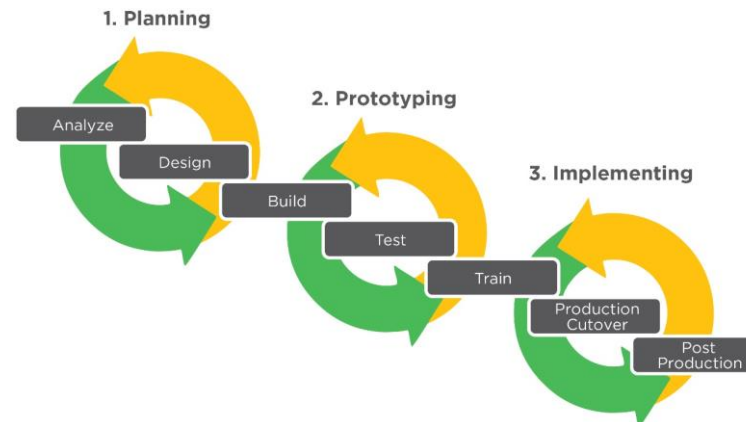 1. Planning
Analyze
Design
Build
2. Prototyping
Test
Train
3. Implementing
Production
Cutover
Post
Production